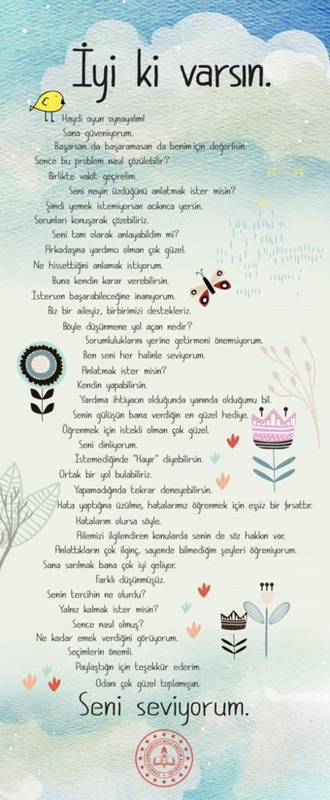 İyi ki varsın.
Haydi oyun oynayalım!
Sana güveniyorum.
Başarsan da başaramasan da benim için değerlisin.
Sence bu problem nasıl çözülebilir?
Birlikte vakit geçirelim.
Seni neyin üzdüğünü anlatmak ister misin?
Şimdi yemek istemiyorsan acıkınca yersin.
Sorunları konuşarak çözebiliriz.
Seni tam olarak anlayabildim mi?
Arkadaşına yardımcı olman çok güzel.
Ne hissettiğini anlamak istiyorum.
Buna kendin karar verebilirsin.
İstersen başarabileceğine inanıyorum.
Biz bir aileyiz, birbirimizi destekleriz.
Böyle düşünmene yol açan nedir?
Sorumluluklarını yerine getirmeni önemsiyorum.
Ben seni her halinle seviyorum.
Anlatmak ister misin?
Kendin yapabilirsin.
Yardıma ihtiyacın olduğunda yanında olduğumu bil.
Senin gülüşün bana verdiğin en güzel hediye.
Öğrenmek için istekli olman çok güzel.
Seni dinliyorum.
İstemediğinde "Hayır" diyebilirsin.
Ortak bir yol bulabiliriz.
Yapamadığında tekrar deneyebilirsin.
Hata yaptığına üzülme, hatalarımız öğrenmek için eşsiz bir fırsattır.
Hatalarım olursa söyle.
Ailemizi ilgilendiren konularda senin de söz hakkın var.
Anlattıkların çok ilginç, sayende bilmediğim şeyleri öğreniyorum.
Sana sarılmak bana çok iyi geliyor.
Farklı düşünmüşüz.
Senin tercihin ne olurdu?
Yalnız kalmak ister misin?
Sence nasıl olmuş?
Ne kadar emek verdiğini görüyorum.
Seçimlerin önemli.
Paylaştığın için teşekkür ederim.
Odanı çok güzel toplamışsın.
Seni seviyorum.